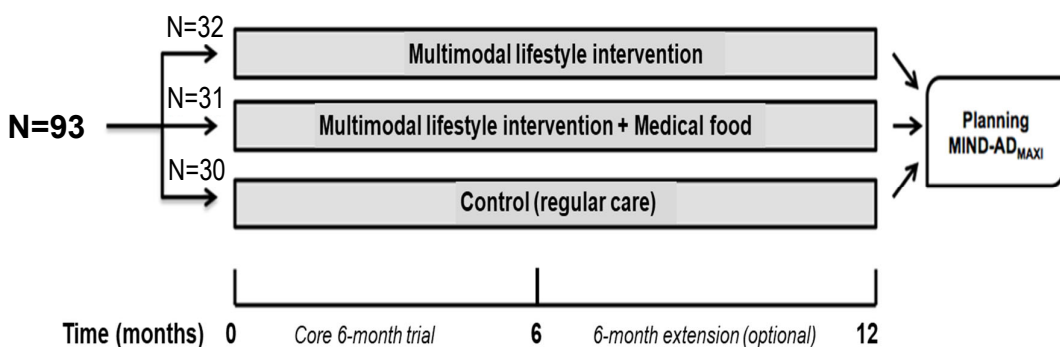 N=32
Multimodal lifestyle intervention
N=31
N=93
Multimodal lifestyle intervention + Medical food
Planning
MIND-AD_MAXI
N=30
Control (regular care)
Time (months) 0 Core 6-month trial 6 6-month extension (optional) 12